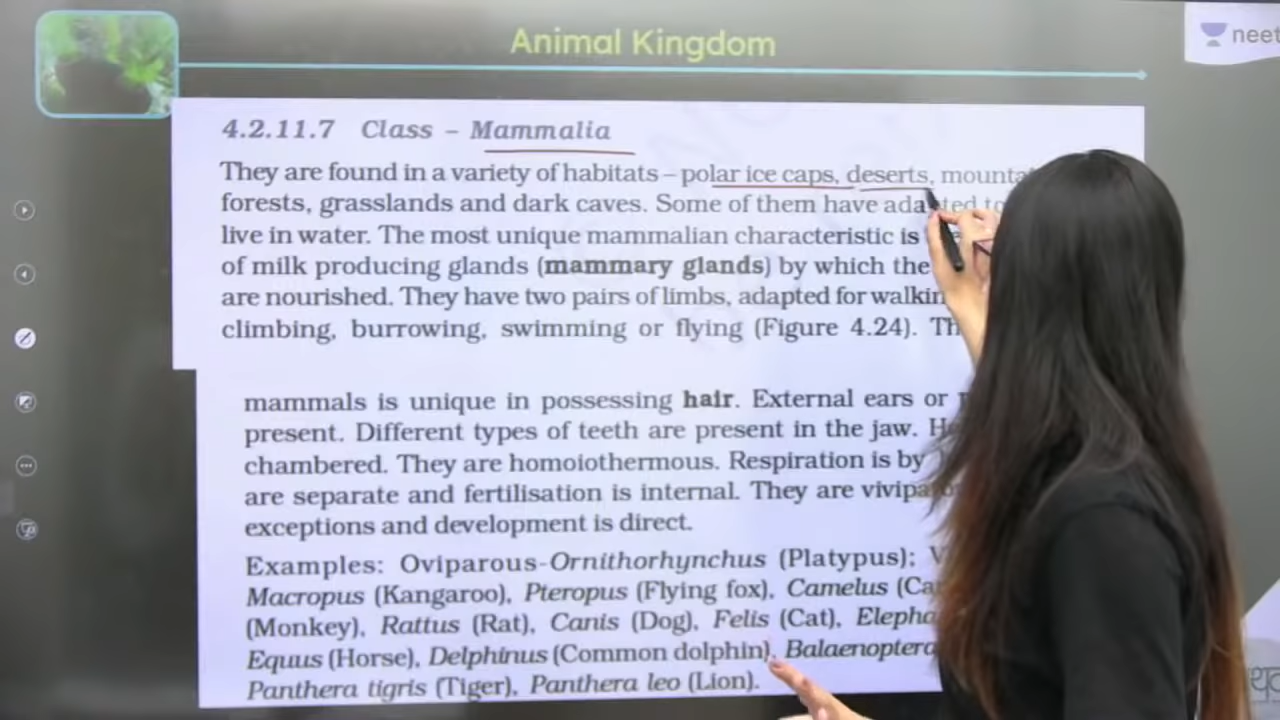 Animal Kingdom
neet
4.2.11.7 Class – Mammalia
They are found in a variety of habitats – polar ice caps, deserts,
forests, grasslands and dark caves. Some of them have adapted to
live in water. The most unique mammalian characteristic is
of milk producing glands (mammary glands) by which the
are nourished. They have two pairs of limbs, adapted for
climbing, burrowing, swimming or flying (Figure 4.24).
mammals is unique in possessing hair. External ears or
present. Different types of teeth are present in the jaw.
chambered. They are homoiothermous. Respiration is by
are separate and fertilisation is internal. They are
exceptions and development is direct.
Examples: Oviparous-Ornithorhynchus (Platypus);
Macropus (Kangaroo), Pteropus (Flying fox), Camelus
(Monkey), Rattus (Rat), Canis (Dog), Felis (Cat),
Equus (Horse), Delphinus (Common dolphin), Balaenoptera
Panthera tigris (Tiger), Panthera leo (Lion).